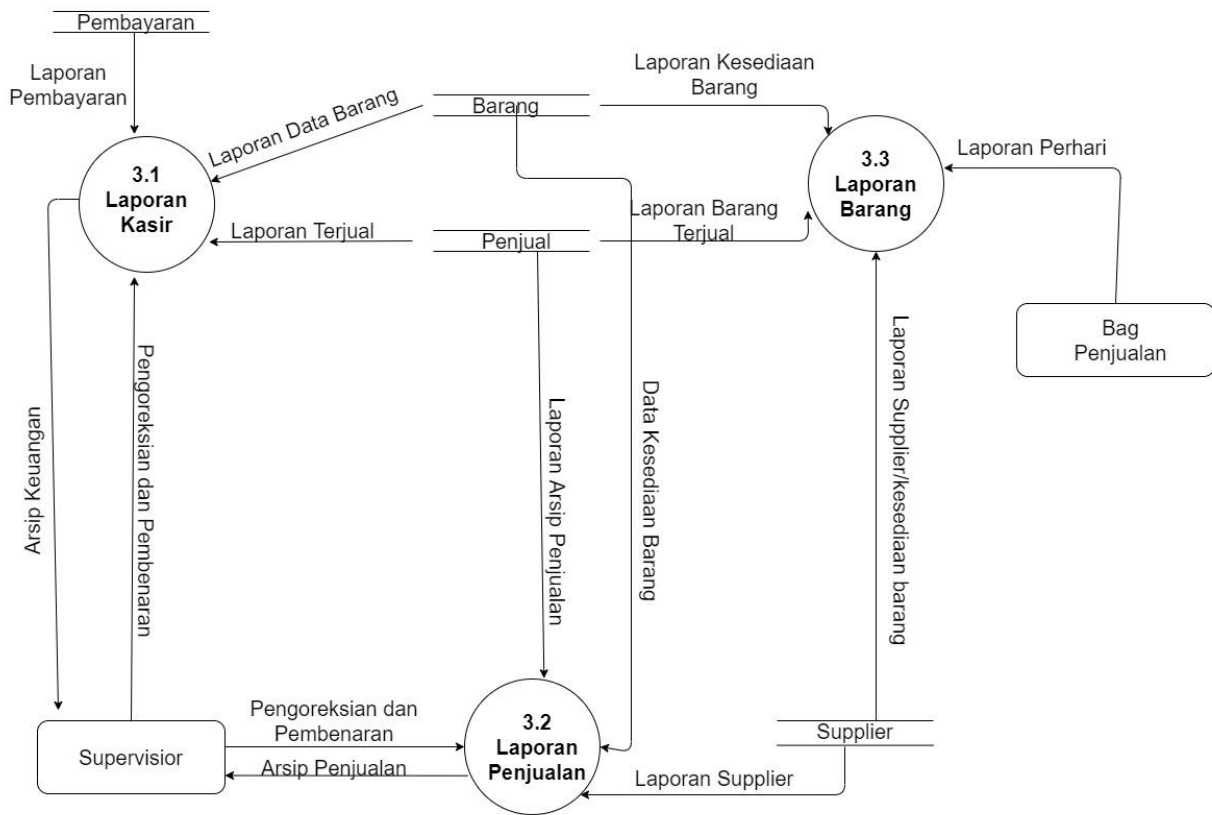 Pembayaran
Laporan
Pembayaran
Laporan Data Barang
Barang
Laporan Kesediaan
Barang
3.1
Laporan
Kasir
3.3
Laporan
Barang
Laporan Perhari
Laporan Terjual
Penjual
Laporan Barang
Terjual
Bag
Penjualan
Arsip Keuangan
Pengoreksian dan Pembenaran
Laporan Arsip Penjualan
Data Kesediaan Barang
Laporan Supplier/kesediaan barang
Supervisior
Pengoreksian dan
Pembenaran
Arsip Penjualan
3.2
Laporan
Penjualan
Supplier
Laporan Supplier